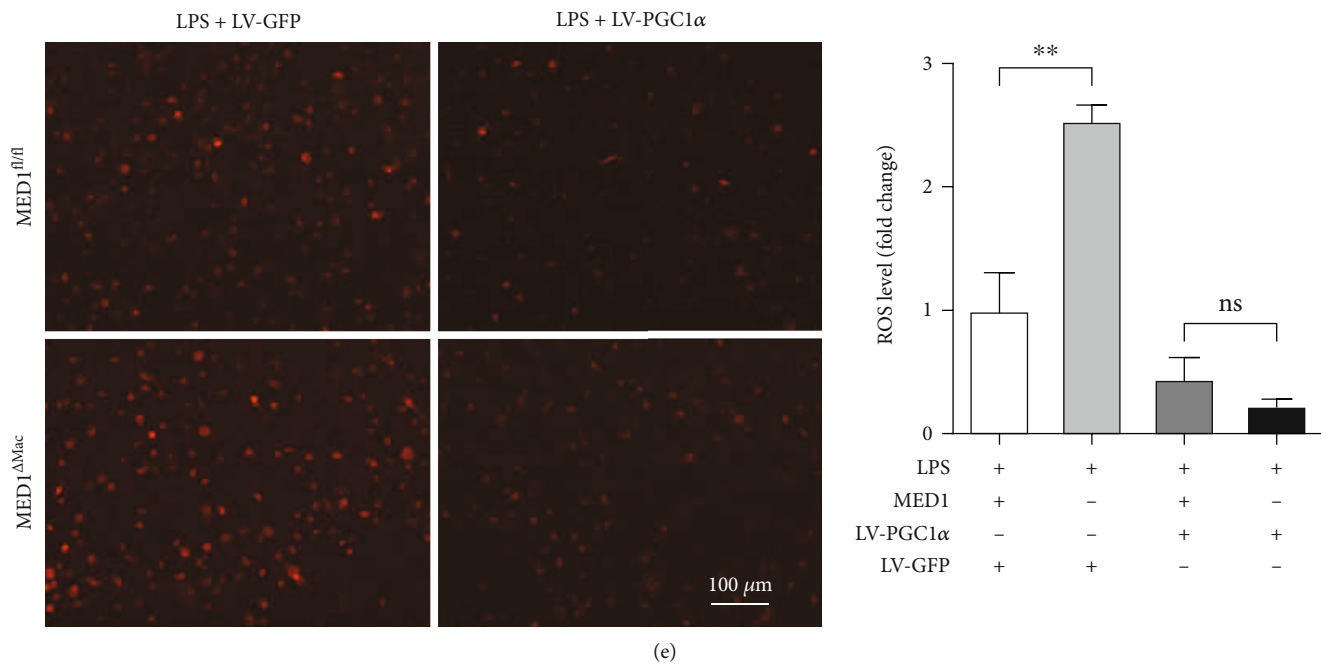 LPS + LV-GFP
LPS + LV-PGC1α
MED1fl/fl
MED1ΔMac
100 μm
ROS level (fold change)
3
2
1
0
**
ns
LPS + + + +
MED1 + – + –
LV-PGC1α – – + +
LV-GFP + + – –
(e)